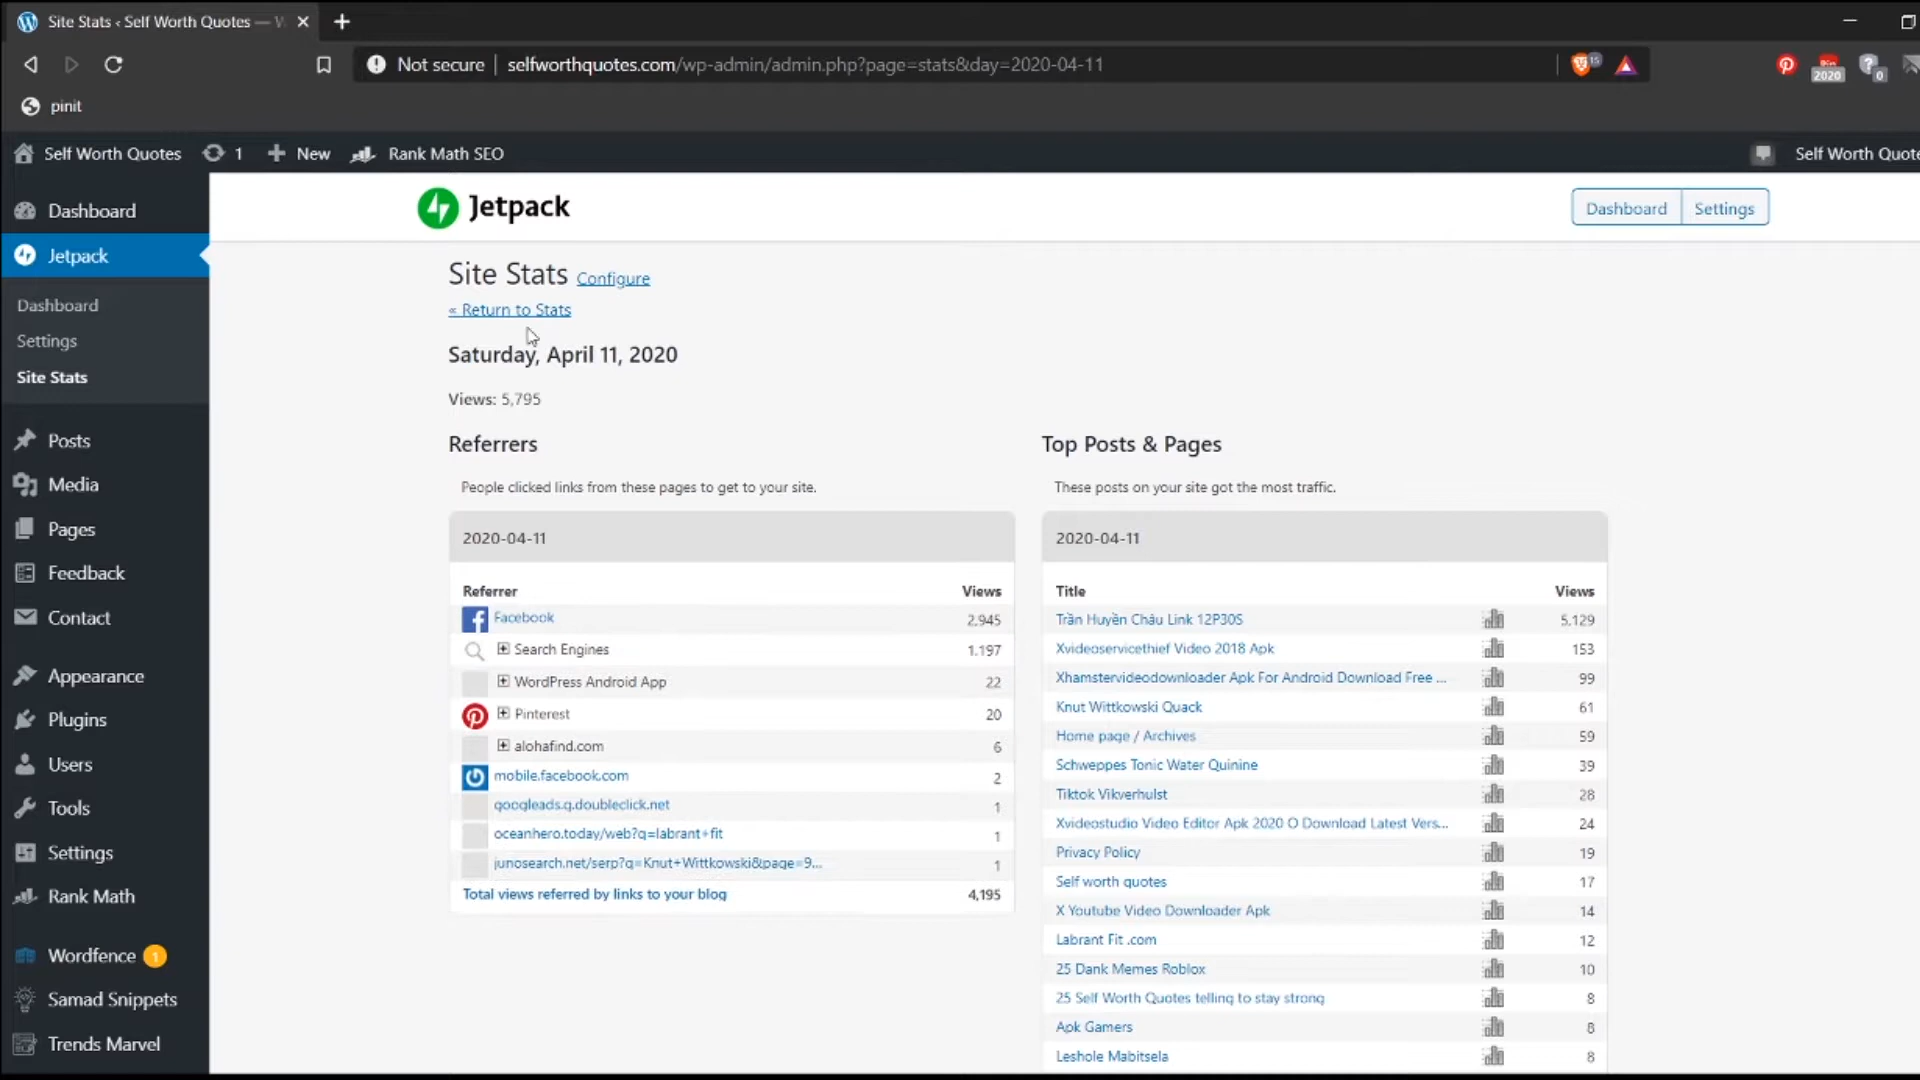 Site Stats ‹ Self Worth Quotes —
Not secure
selfworthquotes.com/wp-admin/admin.php?page=stats&day=2020-04-11
15
2020
0
pinit
Self Worth Quotes
1
New
Rank Math SEO
Self Worth Quote
Dashboard
Jetpack
Dashboard
Settings
Site Stats
Posts
Media
Pages
Feedback
Contact
Appearance
Plugins
Users
Tools
Settings
Rank Math
Wordfence 1
Samad Snippets
Trends Marvel
Jetpack
Dashboard
Settings
Site Stats Configure
« Return to Stats
Saturday, April 11, 2020
Views: 5,795
Referrers
People clicked links from these pages to get to your site.
2020-04-11
Referrer Views
Facebook 2,945
Search Engines 1,197
WordPress Android App 22
Pinterest 20
alohafind.com 6
mobile.facebook.com 2
googleads.g.doubleclick.net 1
oceanhero.today/web?q=labrant+fit 1
junosearch.net/serp?q=Knut+Wittkowski&page=9... 1
Total views referred by links to your blog 4,195
Top Posts & Pages
These posts on your site got the most traffic.
2020-04-11
Title Views
Trần Huyền Châu Link 12P30S 5,129
Xvideoservicethief Video 2018 Apk 153
Xhamstervideodownloader Apk For Android Download Free ... 99
Knut Wittkowski Quack 61
Home page / Archives 59
Schweppes Tonic Water Quinine 39
Tiktok Vikverhulst 28
Xvideostudio Video Editor Apk 2020 O Download Latest Vers... 24
Privacy Policy 19
Self worth quotes 17
X Youtube Video Downloader Apk 14
Labrant Fit .com 12
25 Dank Memes Roblox 10
25 Self Worth Quotes telling to stay strong 8
Apk Gamers 8
Leshole Mabitsela 8